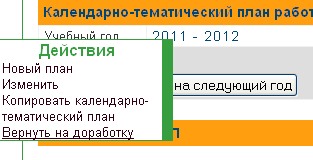 Календарно-тематический план работ
Учебный год 2011 - 2012
Действия
Новый план
Изменить
Копировать календарно-
тематический план
Вернуть на доработку
на следующий год